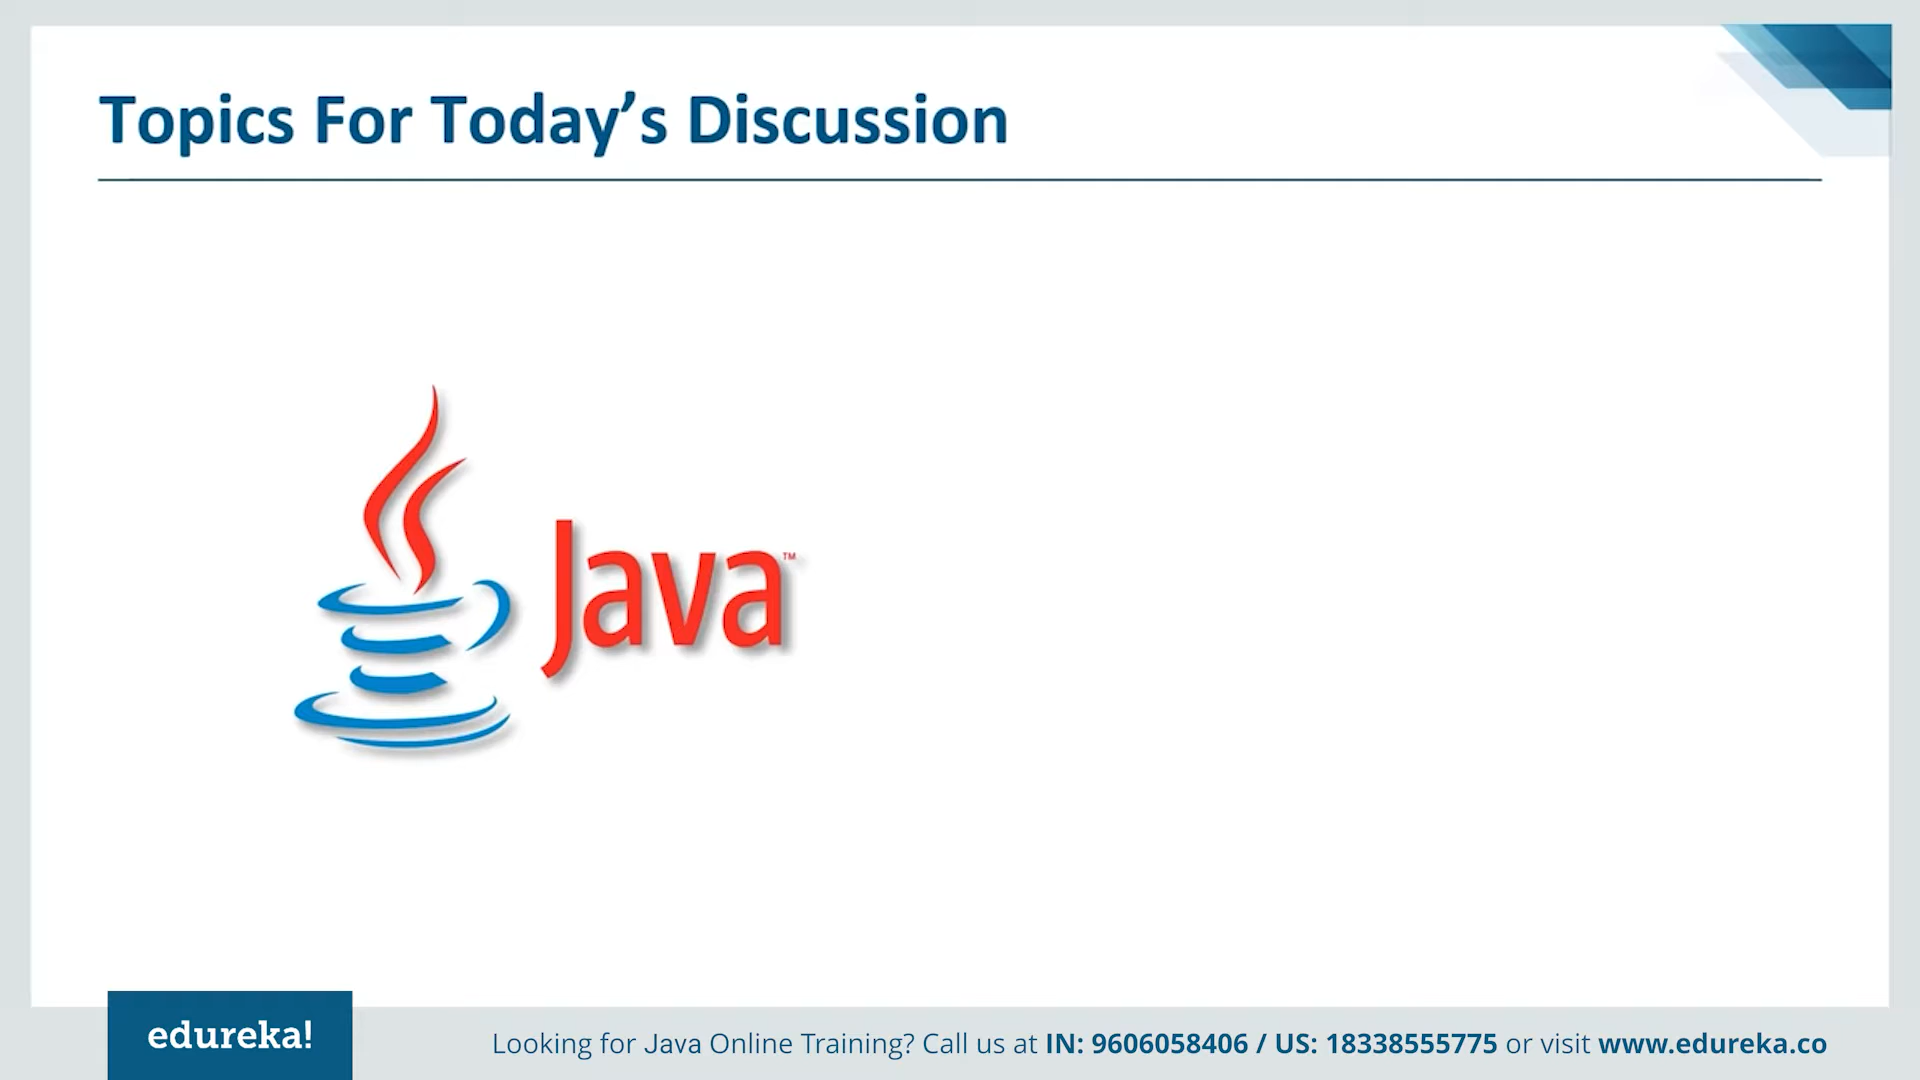 Topics For Today’s Discussion
Java™
edureka!
Looking for Java Online Training? Call us at IN: 9606058406 / US: 18338555775 or visit www.edureka.co